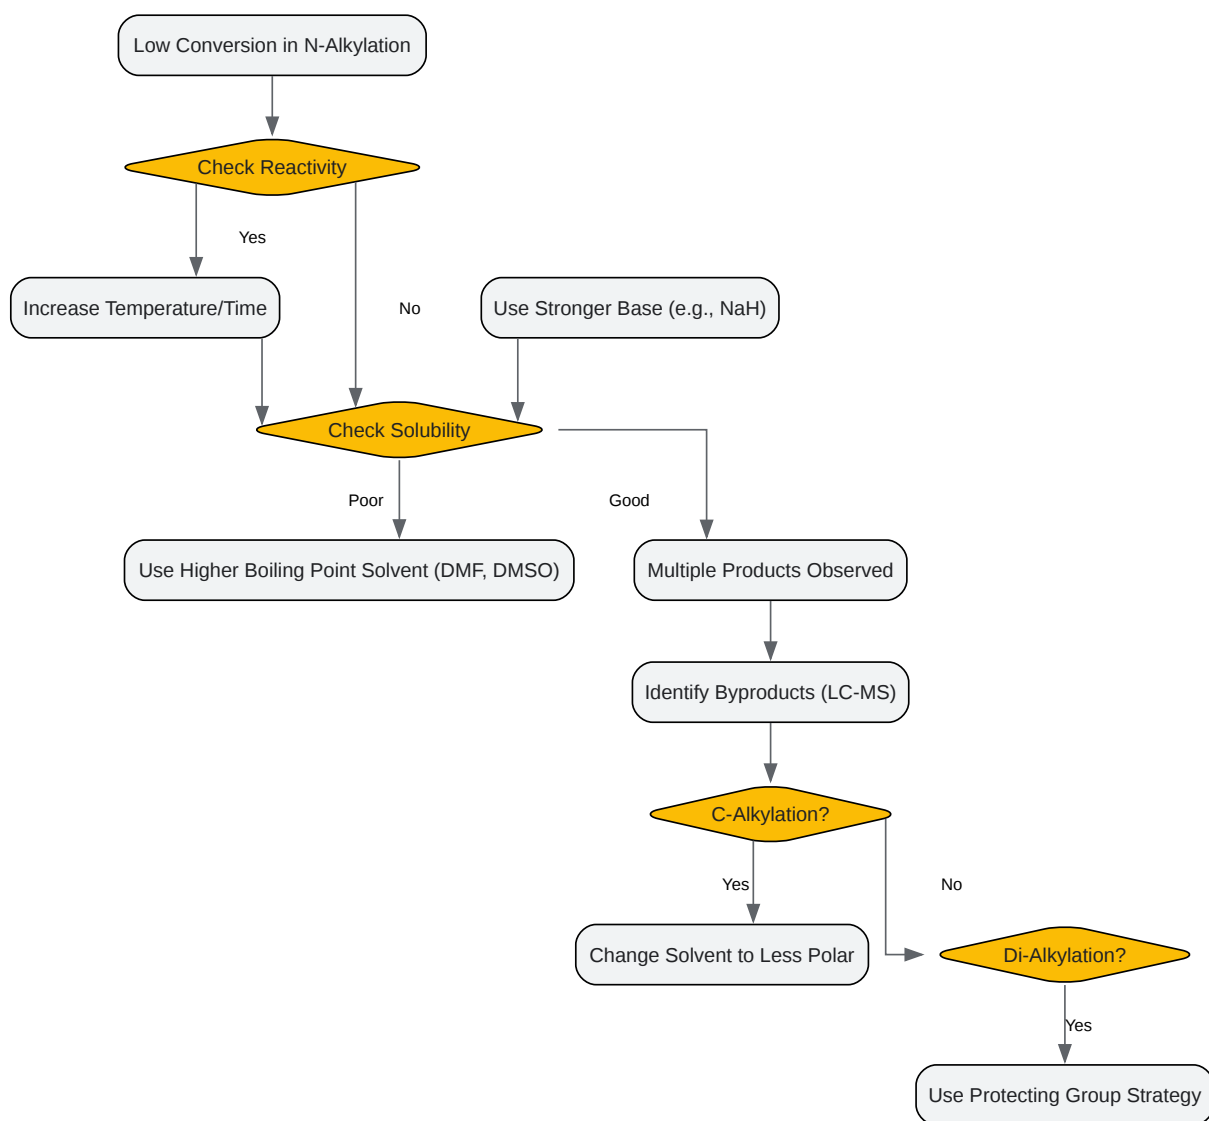 Low Conversion in N-Alkylation
Check Reactivity
Yes
Increase Temperature/Time
No
Use Stronger Base (e.g., NaH)
Check Solubility
Poor
Good
Use Higher Boiling Point Solvent (DMF, DMSO)
Multiple Products Observed
Identify Byproducts (LC-MS)
C-Alkylation?
Yes
No
Change Solvent to Less Polar
Di-Alkylation?
Yes
Use Protecting Group Strategy